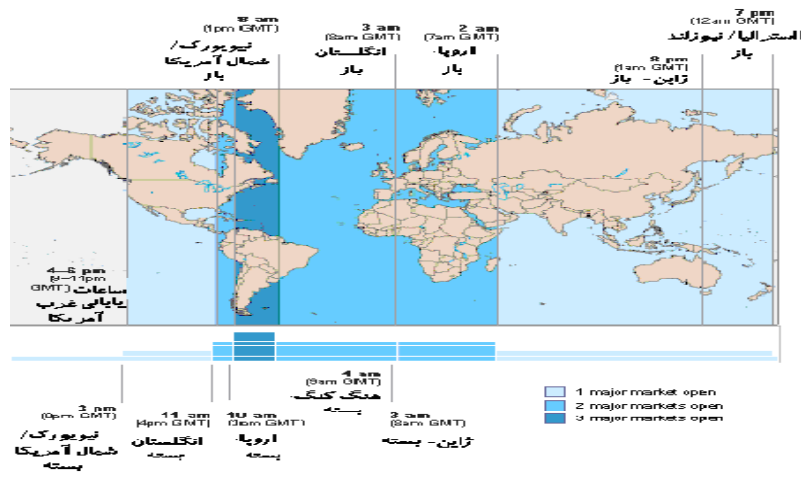 7 pm
(12am GMT)
استرالیا/ نیوزلند
باز
8 am
(1pm GMT)
نیویورک/
شمال آمریکا
باز
3 am
(8am GMT)
انگلستان
باز
2 am
(7am GMT)
اروپا
باز
8 pm
(1am GMT)
ژاپن- باز
4–6 pm
(9–11pm
GMT) ساعات
پایانی غرب
آمریکا
4 am
(9am GMT)
هنگ کنگ-
بسته
1 major market open
2 major markets open
3 major markets open
نیویورک/
شمال آمریکا
بسته
11 am
(4pm GMT)
انگلستان
بسته
10 am
(3pm GMT)
اروپا
بسته
3 am
(8am GMT)
ژاپن- بسته